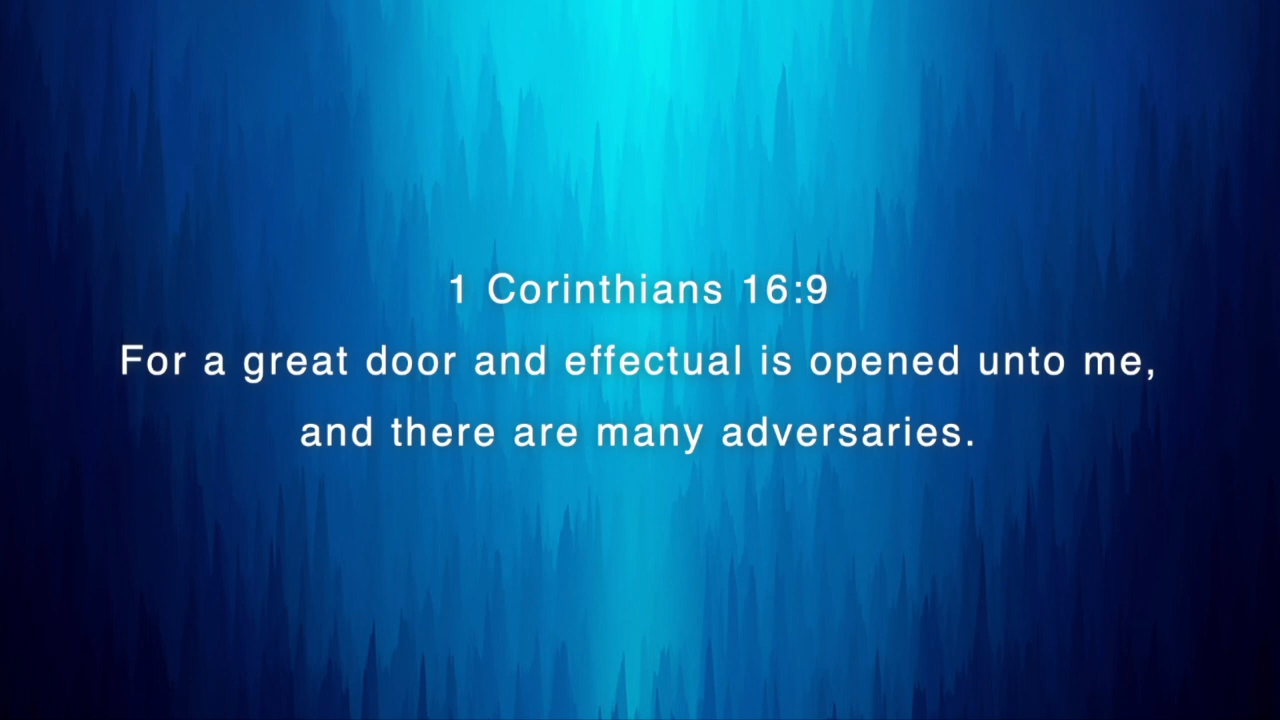 1 Corinthians 16:9
For a great door and effectual is opened unto me,
and there are many adversaries.